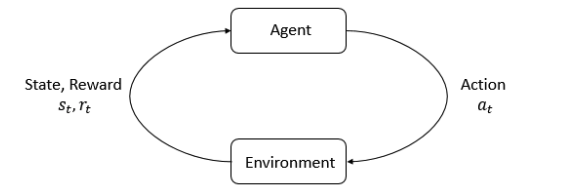 Agent
State, Reward
s_t, r_t
Action
a_t
Environment